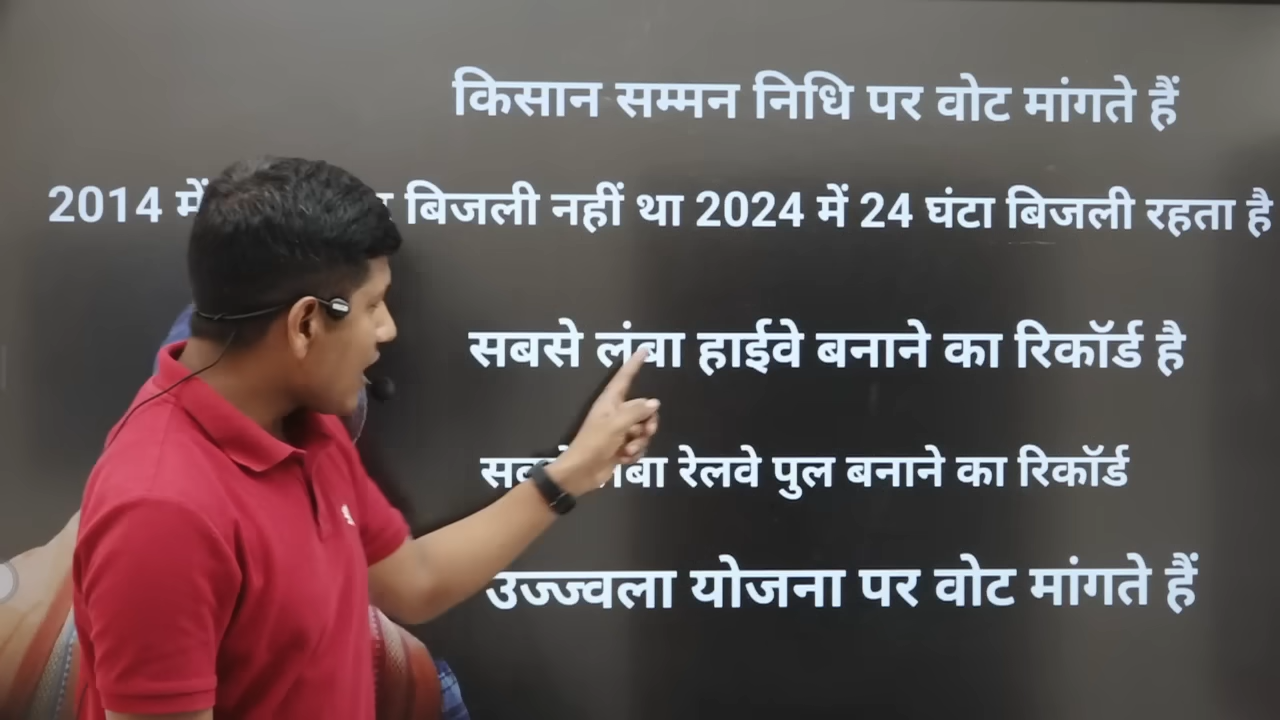 किसान सम्मन निधि पर वोट मांगते हैं
2014 में बिजली नहीं था 2024 में 24 घंटा बिजली रहता है
सबसे लंबा हाईवे बनाने का रिकॉर्ड है
रेलवे पुल बनाने का रिकॉर्ड
उज्ज्वला योजना पर वोट मांगते हैं